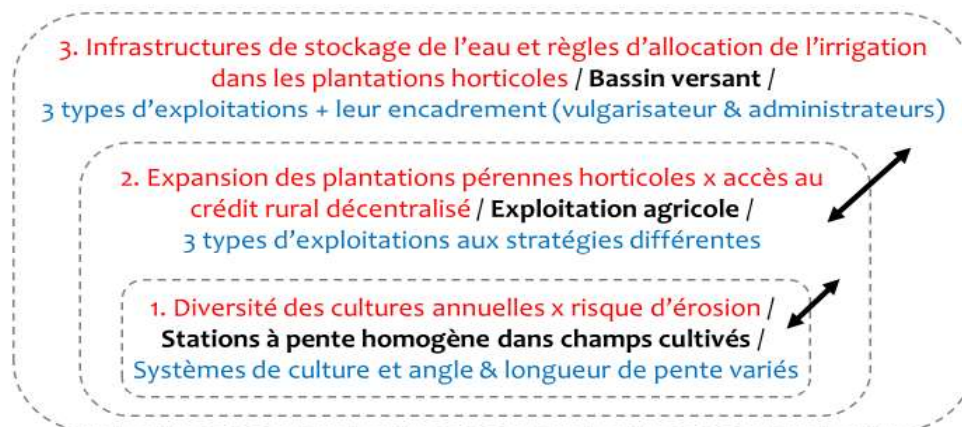 3. Infrastructures de stockage de l’eau et règles d’allocation de l’irrigation
dans les plantations horticoles / Bassin versant /
3 types d’exploitations + leur encadrement (vulgarisateur & administrateurs)
2. Expansion des plantations pérennes horticoles x accès au
crédit rural décentralisé / Exploitation agricole /
3 types d’exploitations aux stratégies différentes
1. Diversité des cultures annuelles x risque d’érosion /
Stations à pente homogène dans champs cultivés /
Systèmes de culture et angle & longueur de pente variés